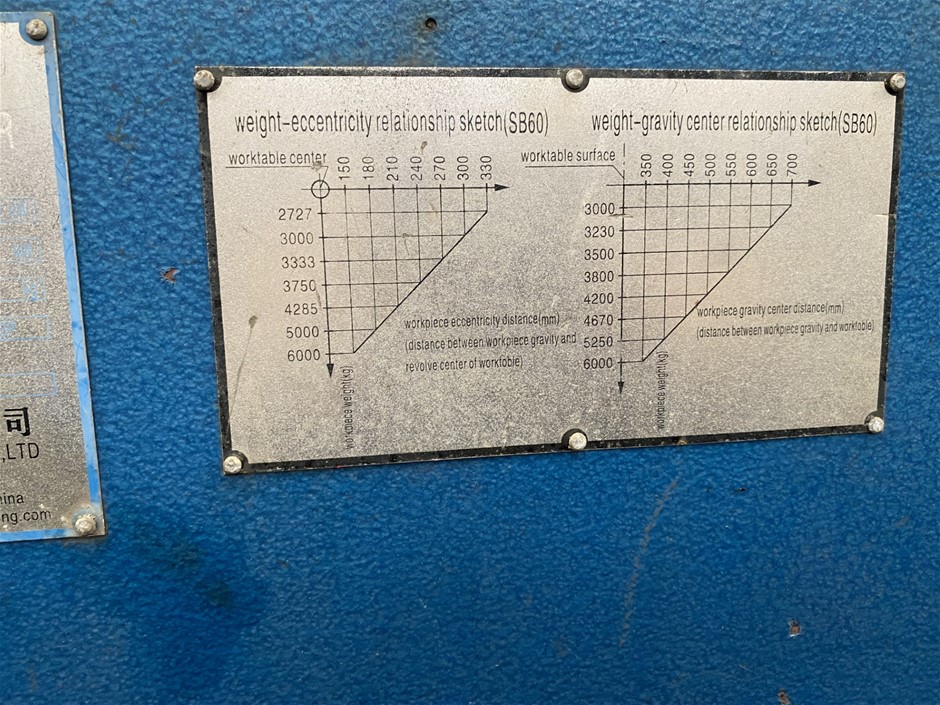 weight-eccentricity relationship sketch(SB60)
worktable center
150 180 210 240 270 300 330
2727
3000
3333
3750
4285
5000
6000
workpiece weight(kg)
workpiece eccentricity distance(mm)
(distance between workpiece gravity and
revolve center of worktable)
weight-gravity center relationship sketch(SB60)
worktable surface
350 400 450 500 550 600 650 700
3000
3230
3500
3800
4200
4670
5250
6000
workpiece weight(kg)
workpiece gravity center distance(mm)
(distance between workpiece gravity and worktable)
司
,LTD
ina
ng.com